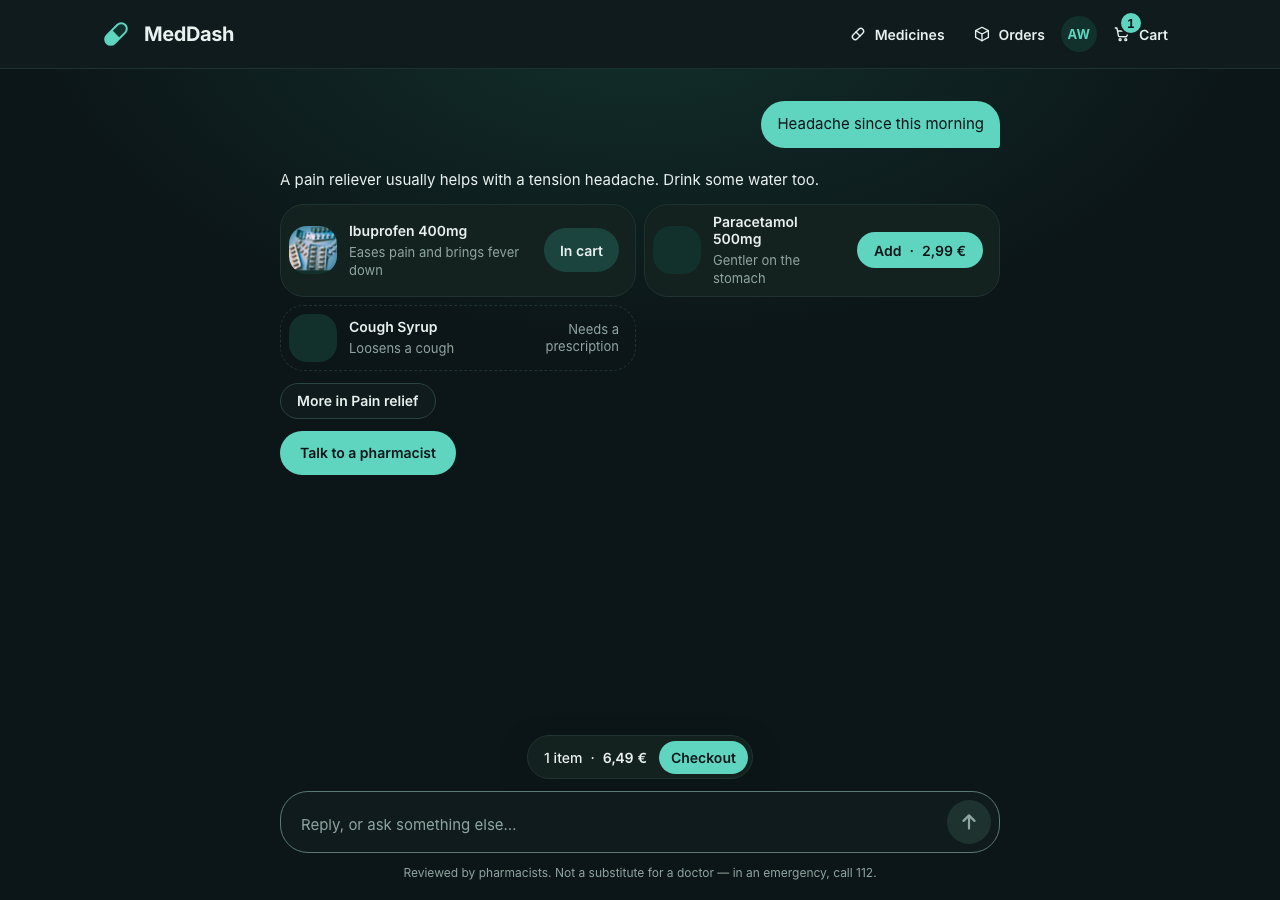 MedDash
Medicines
Orders
AW
1
Cart
Headache since this morning
A pain reliever usually helps with a tension headache. Drink some water too.
Ibuprofen 400mg
Eases pain and brings fever
down
In cart
Paracetamol
500mg
Gentler on the
stomach
Add · 2,99 €
Cough Syrup
Loosens a cough
Needs a
prescription
More in Pain relief
Talk to a pharmacist
1 item · 6,49 €
Checkout
Reply, or ask something else...
Reviewed by pharmacists. Not a substitute for a doctor — in an emergency, call 112.